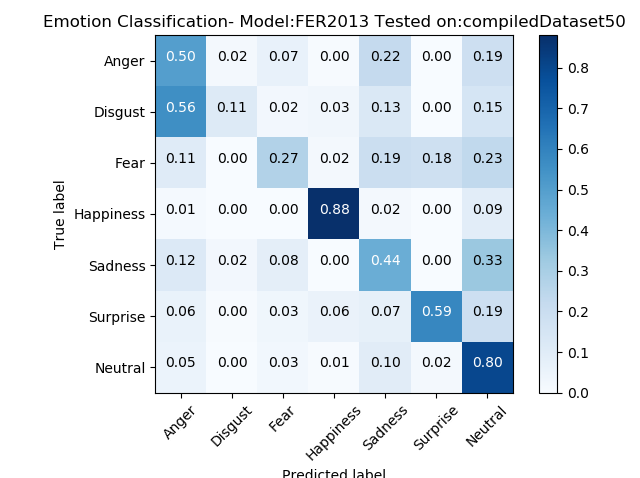 Emotion Classification- Model:FER2013 Tested on:compiledDataset50
Anger 0.50 0.02 0.07 0.00 0.22 0.00 0.19
Disgust 0.56 0.11 0.02 0.03 0.13 0.00 0.15
Fear 0.11 0.00 0.27 0.02 0.19 0.18 0.23
Happiness 0.01 0.00 0.00 0.88 0.02 0.00 0.09
Sadness 0.12 0.02 0.08 0.00 0.44 0.00 0.33
Surprise 0.06 0.00 0.03 0.06 0.07 0.59 0.19
Neutral 0.05 0.00 0.03 0.01 0.10 0.02 0.80
True label
Anger Disgust Fear Happiness Sadness Surprise Neutral
Predicted label
0.8
0.7
0.6
0.5
0.4
0.3
0.2
0.1
0.0